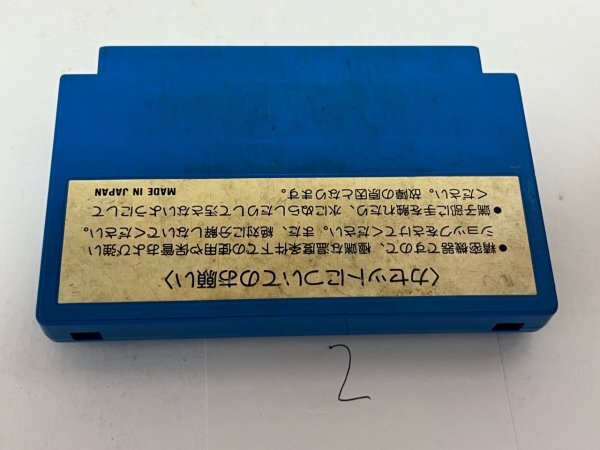 〈カセットについてのお願い〉
●精密機器ですので、極端な温度条件下での使用や保管および強い
ショックをさけてください。また、絶対に分解しないでください。
●端子部に手を触れたり、水にぬらしたりして汚さないようにして
ください。故障の原因となります。
MADE IN JAPAN
2